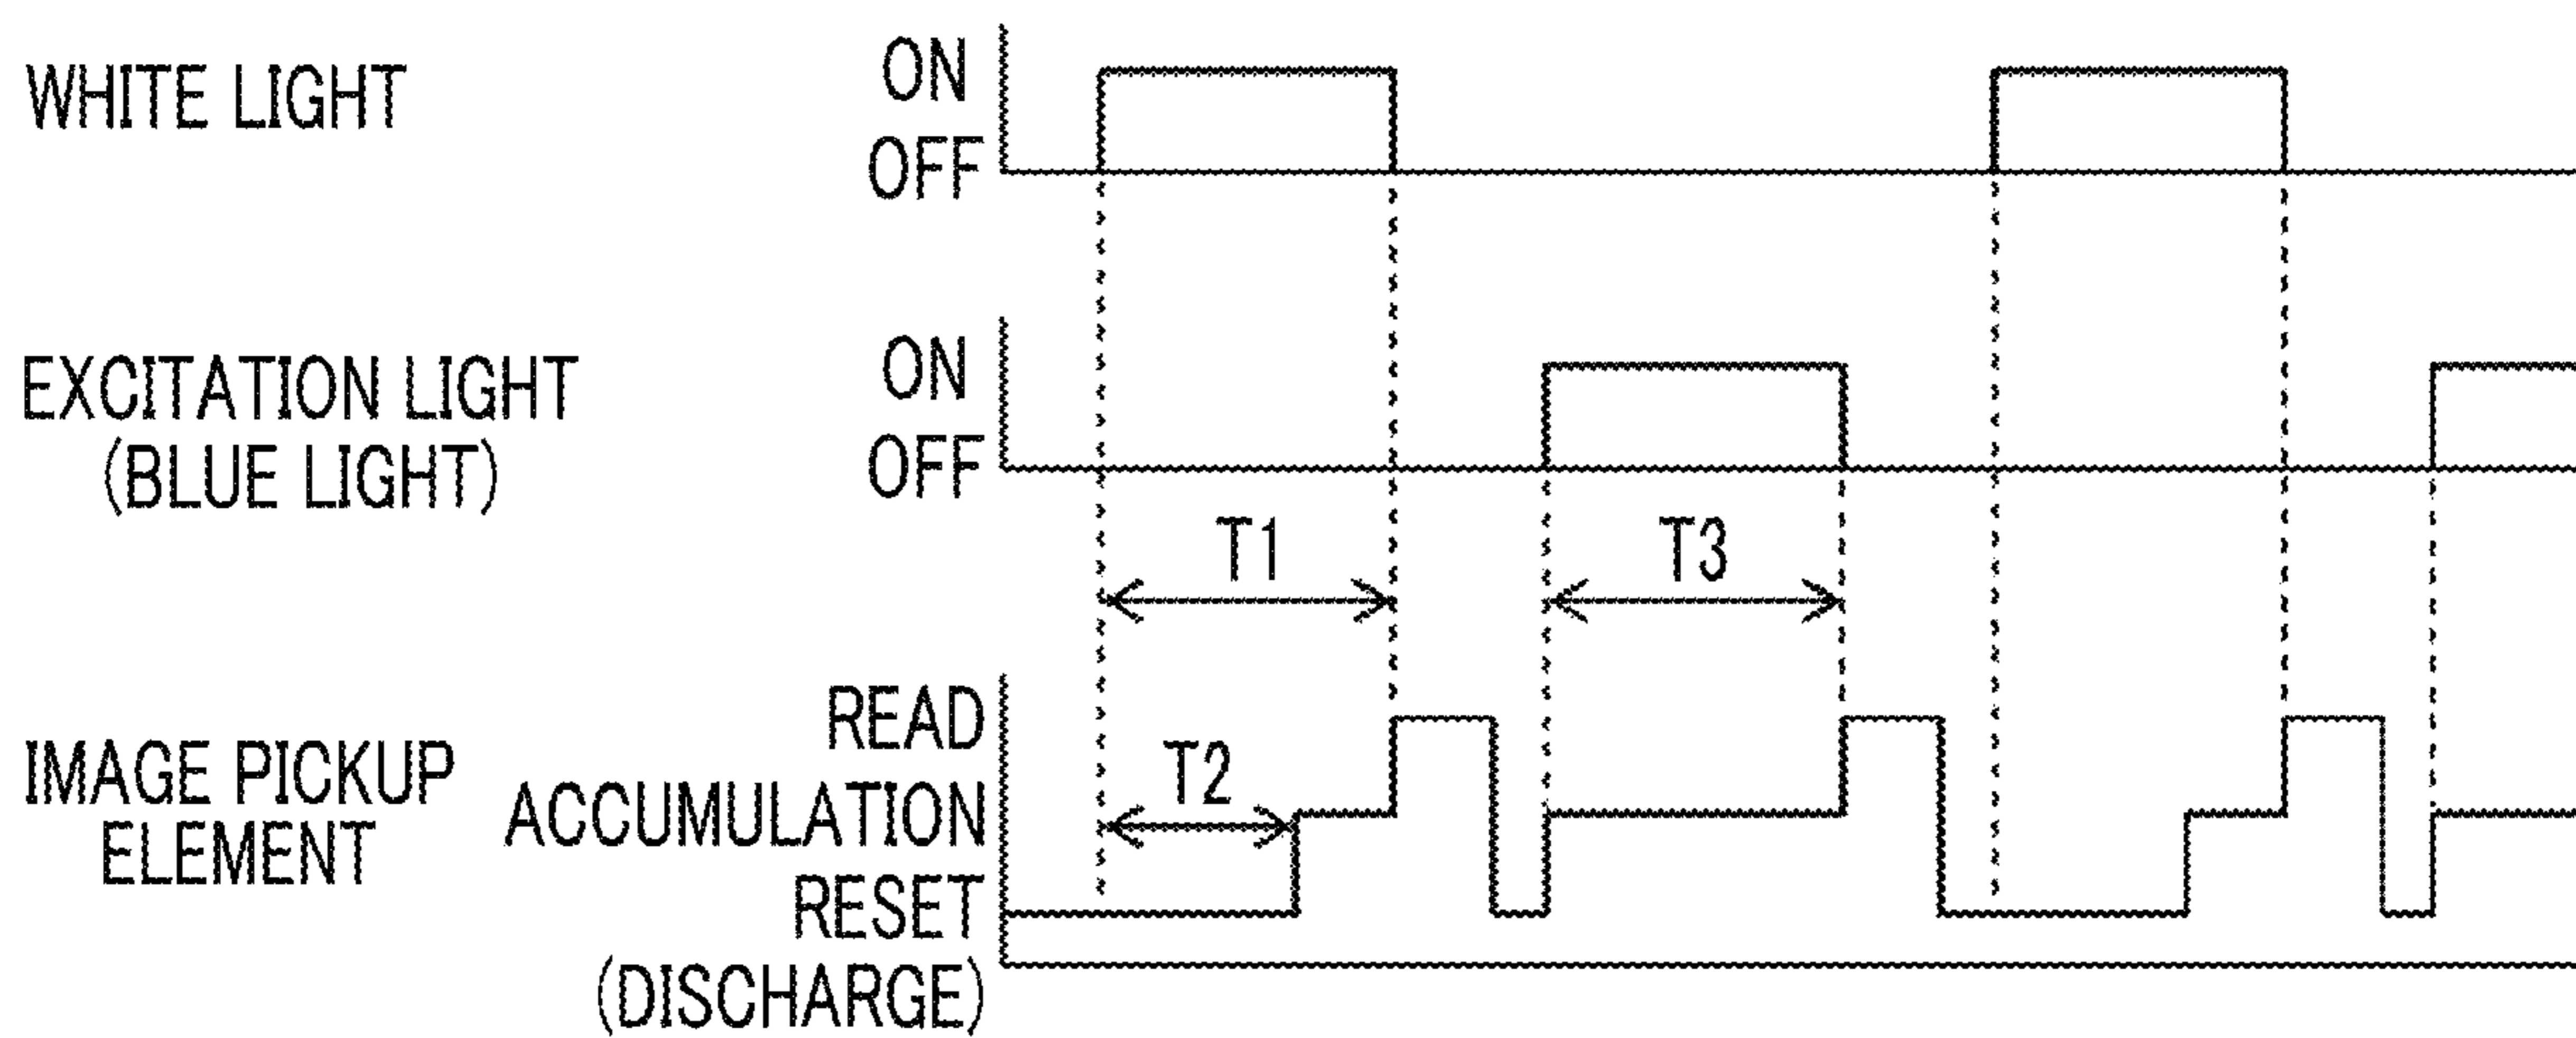 WHITE LIGHT
ON
OFF
EXCITATION LIGHT
(BLUE LIGHT)
ON
OFF
T1
T3
IMAGE PICKUP
ELEMENT
READ
ACCUMULATION
RESET
(DISCHARGE)
T2